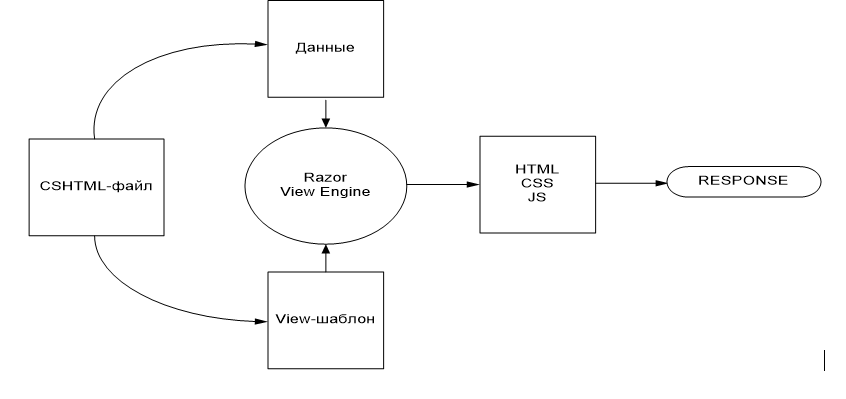 Данные
CSHTML-файл
Razor
View Engine
HTML
CSS
JS
RESPONSE
View-шаблон